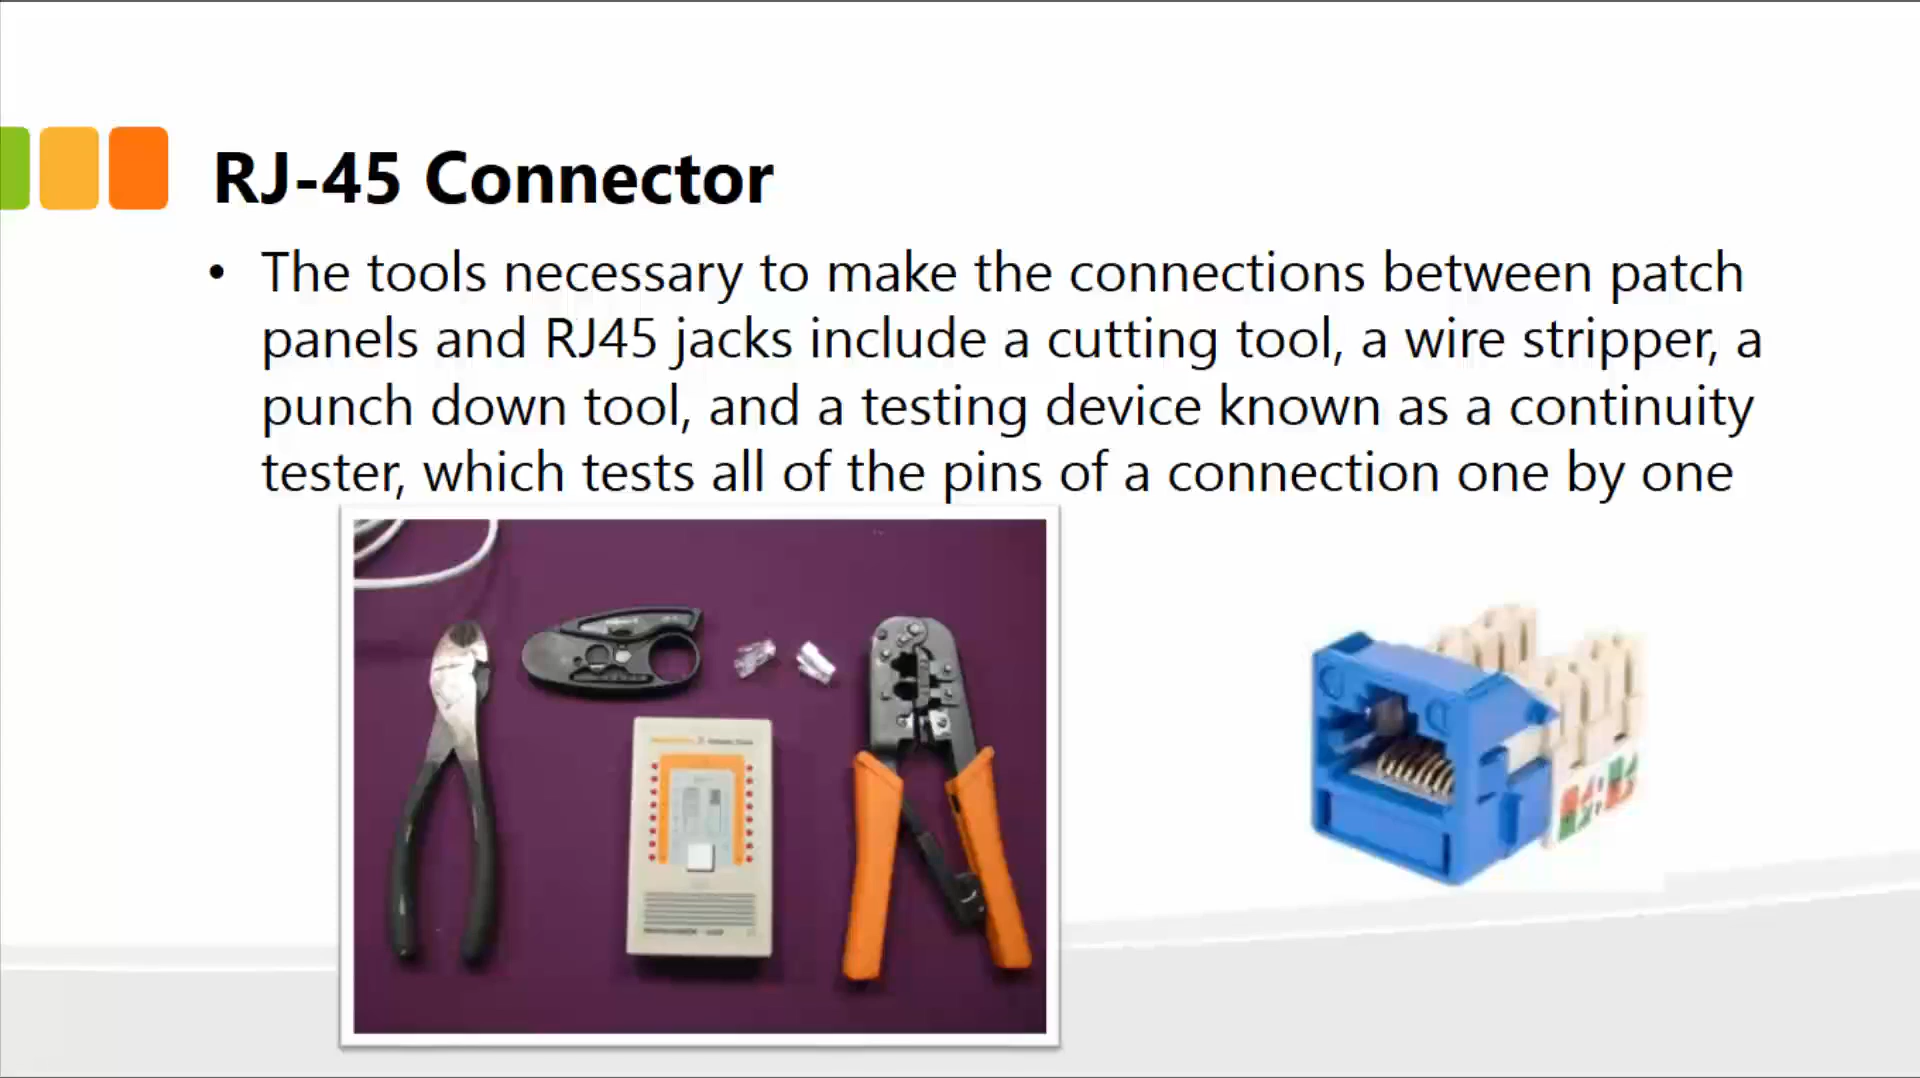 RJ-45 Connector
• The tools necessary to make the connections between patch
panels and RJ45 jacks include a cutting tool, a wire stripper, a
punch down tool, and a testing device known as a continuity
tester, which tests all of the pins of a connection one by one